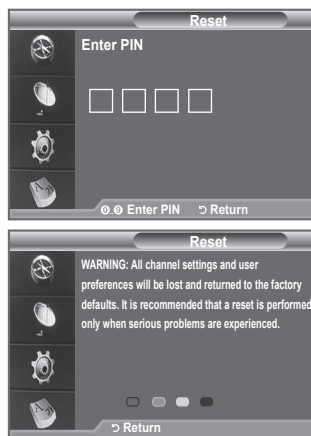 Reset
Enter PIN
0..9 Enter PIN Return
Reset
WARNING: All channel settings and user
preferences will be lost and returned to the factory
defaults. It is recommended that a reset is performed
only when serious problems are experienced.
Return